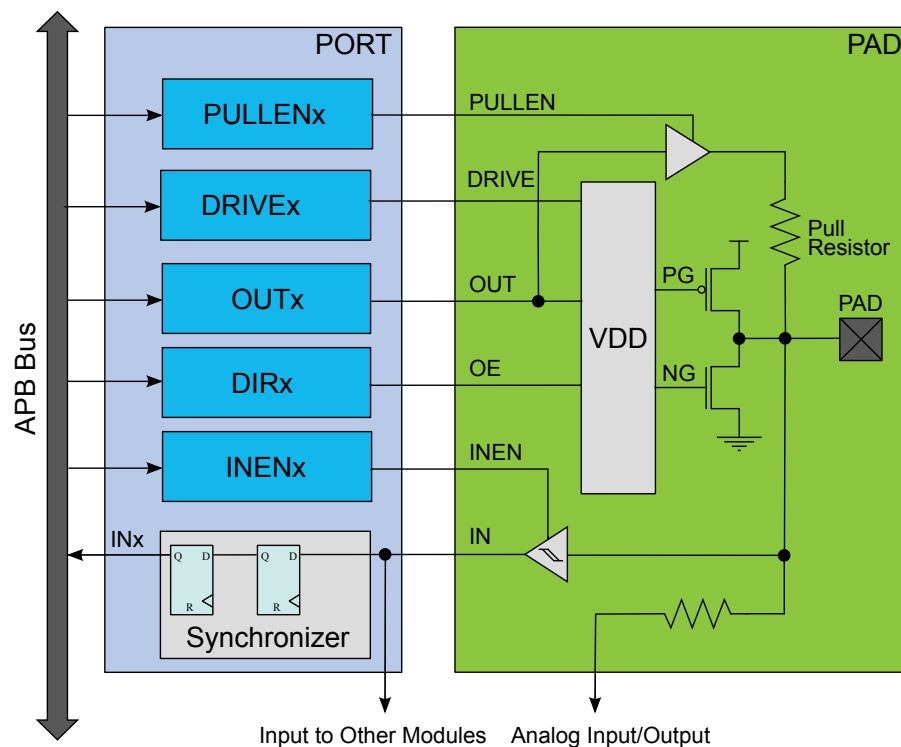 PORT
PAD
PULLENx
PULLEN
DRIVEx
DRIVE
Pull
Resistor
OUTx
OUT
PG
PAD
VDD
DIRx
OE
NG
APB Bus
INENx
INEN
INx
IN
Q D
Q D
R
R
Synchronizer
Input to Other Modules
Analog Input/Output